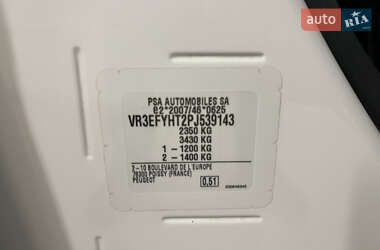 auto RIA
PSA AUTOMOBILES SA
e2*2007/46*0625
VR3EFYHT2PJ539143
2350 KG
3430 KG
1 - 1200 KG
2 - 1400 KG
2-10 BOULEVARD DE L'EUROPE
78300 POISSY (FRANCE)
PEUGEOT
0.51